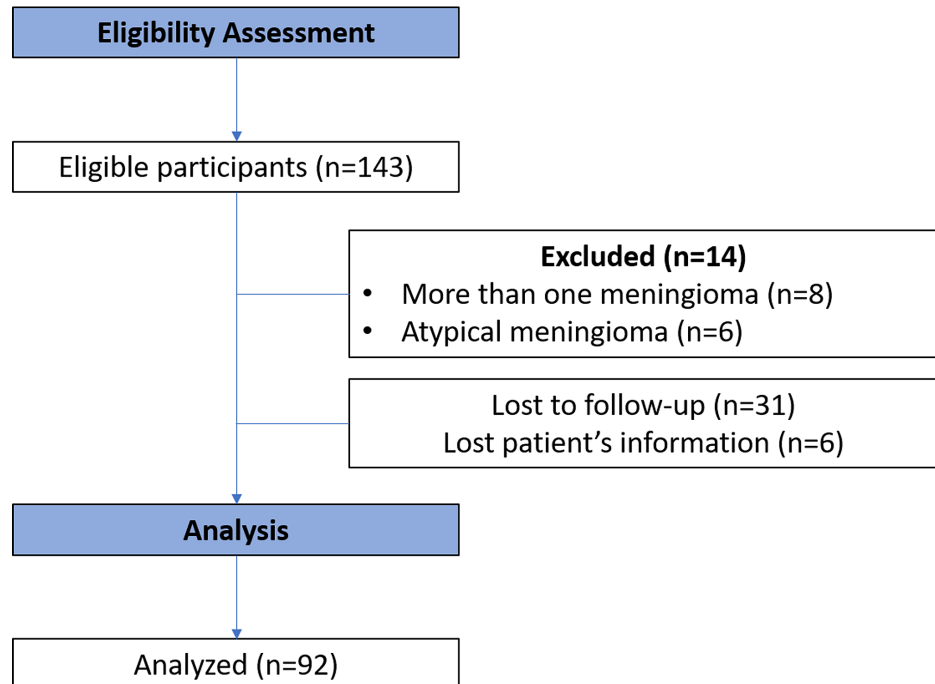 Eligibility Assessment
Eligible participants (n=143)
Excluded (n=14)
• More than one meningioma (n=8)
• Atypical meningioma (n=6)
Lost to follow-up (n=31)
Lost patient’s information (n=6)
Analysis
Analyzed (n=92)